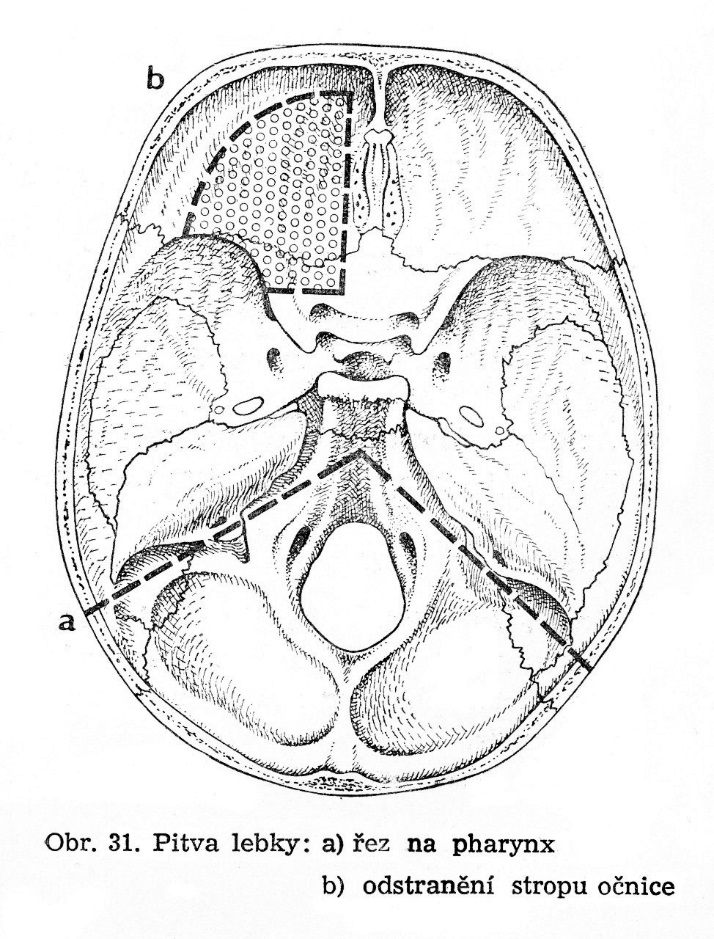 b
a
Obr. 31. Pitva lebky: a) řez na pharynx
b) odstranění stropu očnice